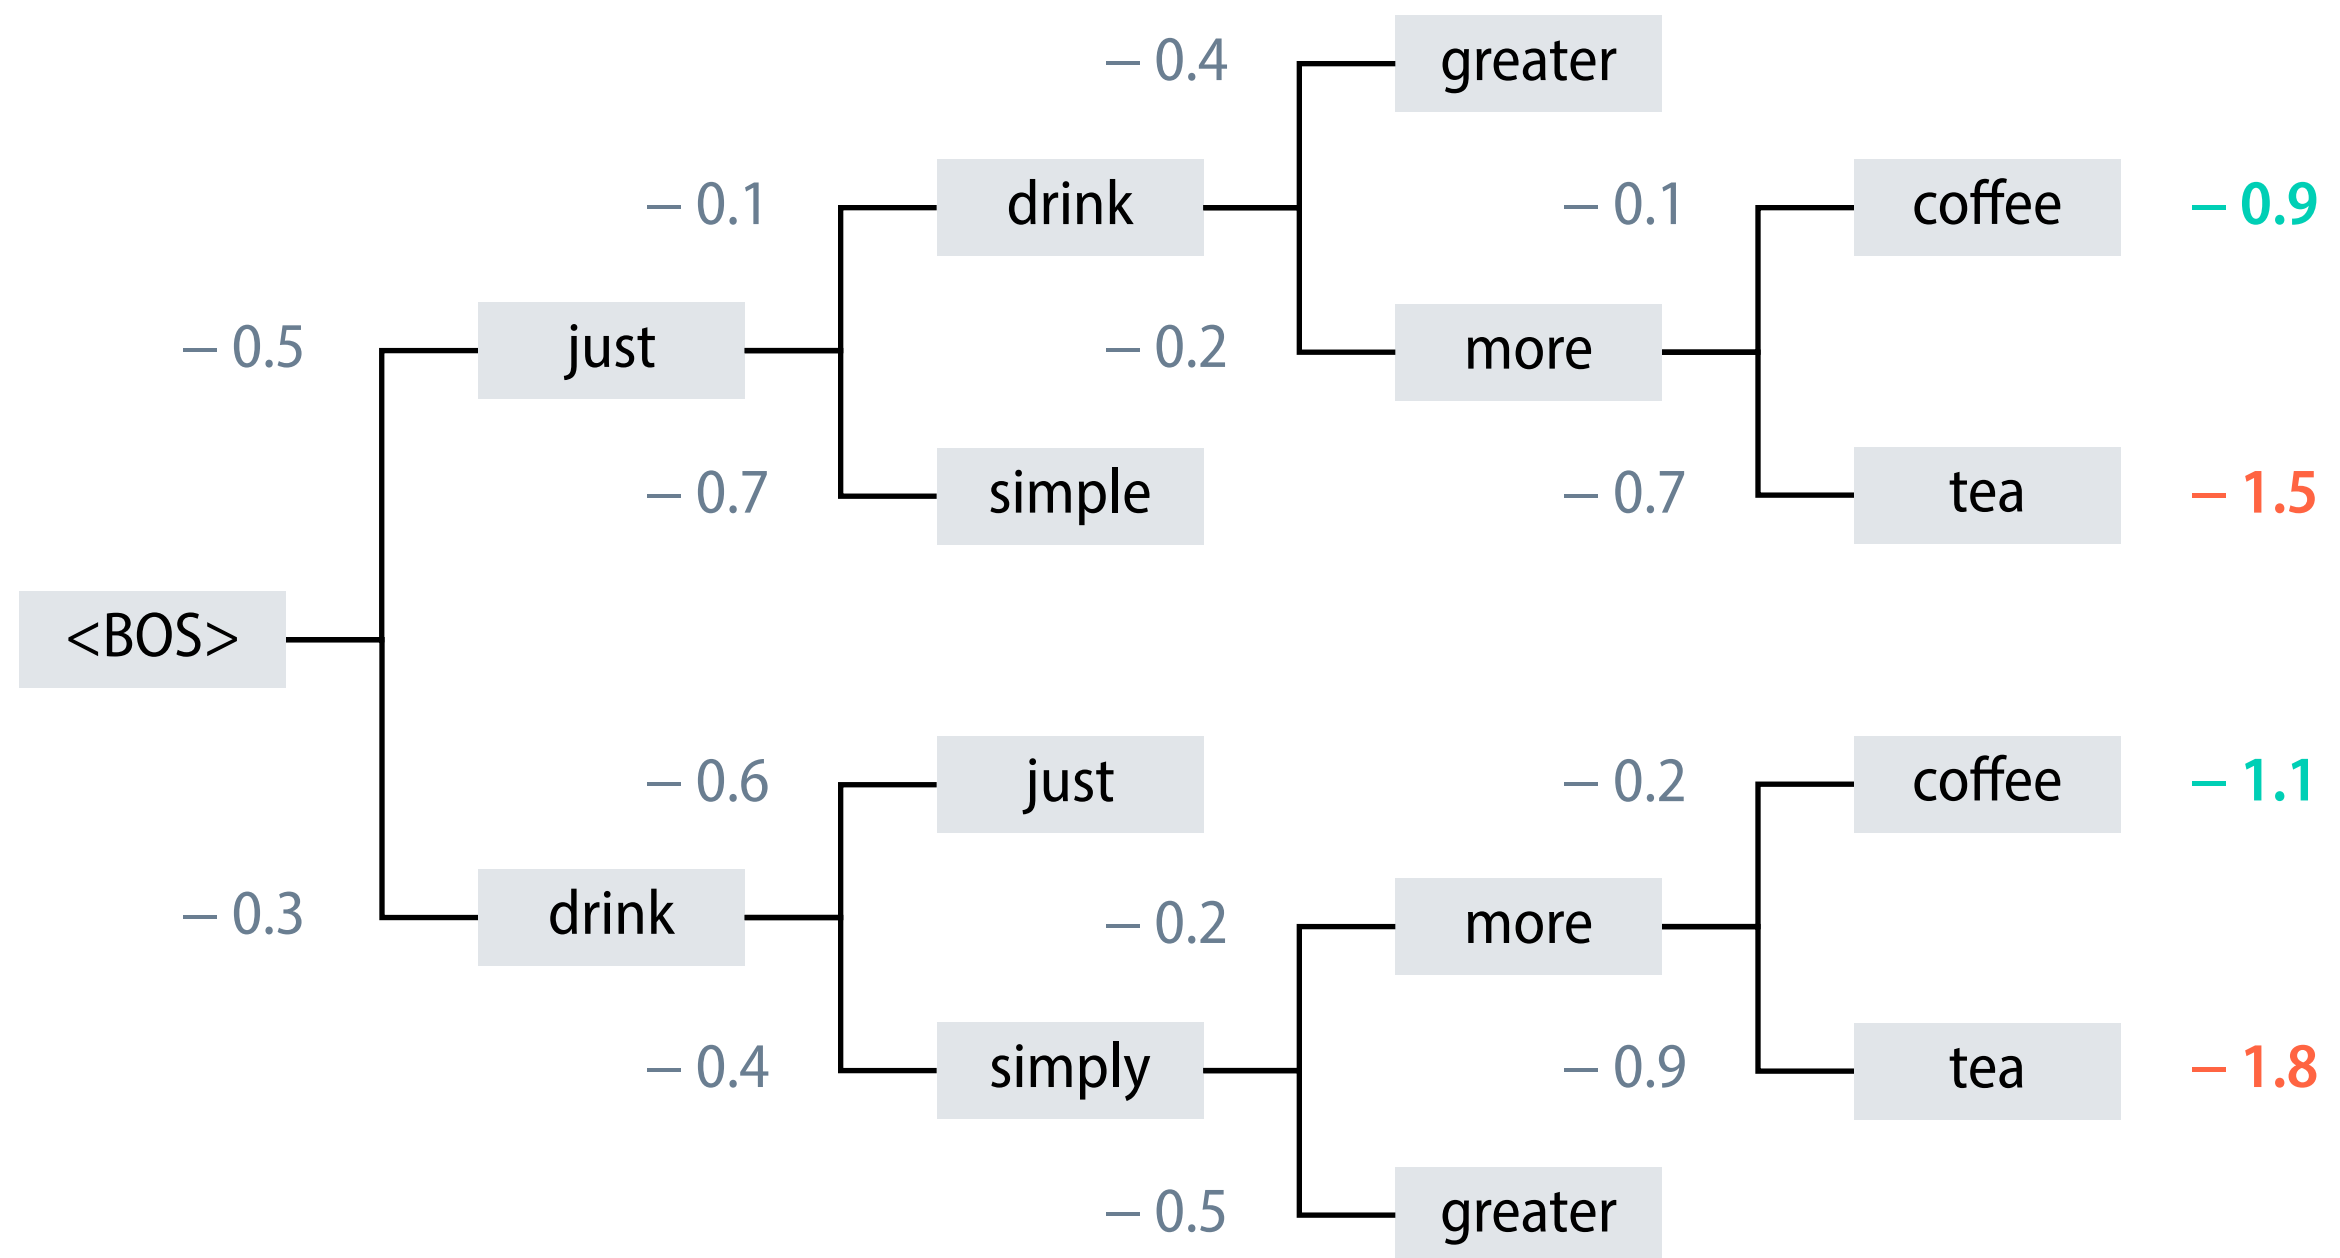 − 0.4 greater
− 0.1 drink − 0.1 coffee − 0.9
− 0.5 just − 0.2 more
− 0.7 simple − 0.7 tea − 1.5
<BOS>
− 0.6 just − 0.2 coffee − 1.1
− 0.3 drink − 0.2 more
− 0.4 simply − 0.9 tea − 1.8
− 0.5 greater